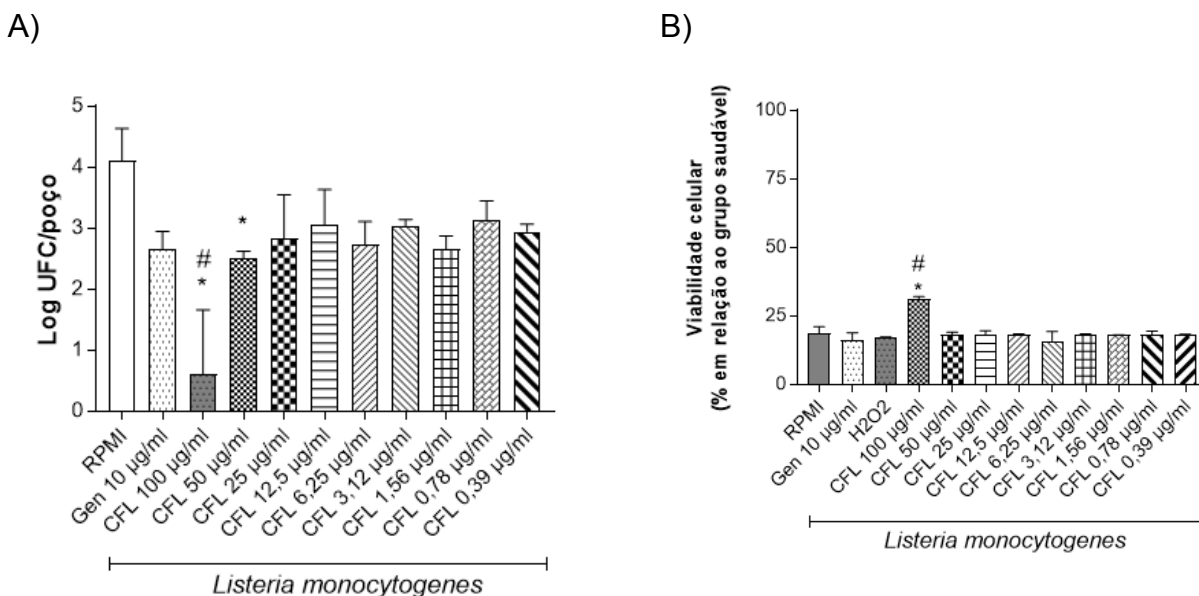 A)
Log UFC/poço
5
4
3
2
1
0
#
*
*
RPMI
Gen 10 µg/ml
CFL 100 µg/ml
CFL 50 µg/ml
CFL 25 µg/ml
CFL 12,5 µg/ml
CFL 6,25 µg/ml
CFL 3,12 µg/ml
CFL 1,56 µg/ml
CFL 0,78 µg/ml
CFL 0,39 µg/ml
Listeria monocytogenes
B)
Viabilidade celular
(% em relação ao grupo saudável)
100
75
50
25
0
#
*
RPMI
Gen 10 µg/ml
H2O2
CFL 100 µg/ml
CFL 50 µg/ml
CFL 25 µg/ml
CFL 12,5 µg/ml
CFL 6,25 µg/ml
CFL 3,12 µg/ml
CFL 1,56 µg/ml
CFL 0,78 µg/ml
CFL 0,39 µg/ml
Listeria monocytogenes